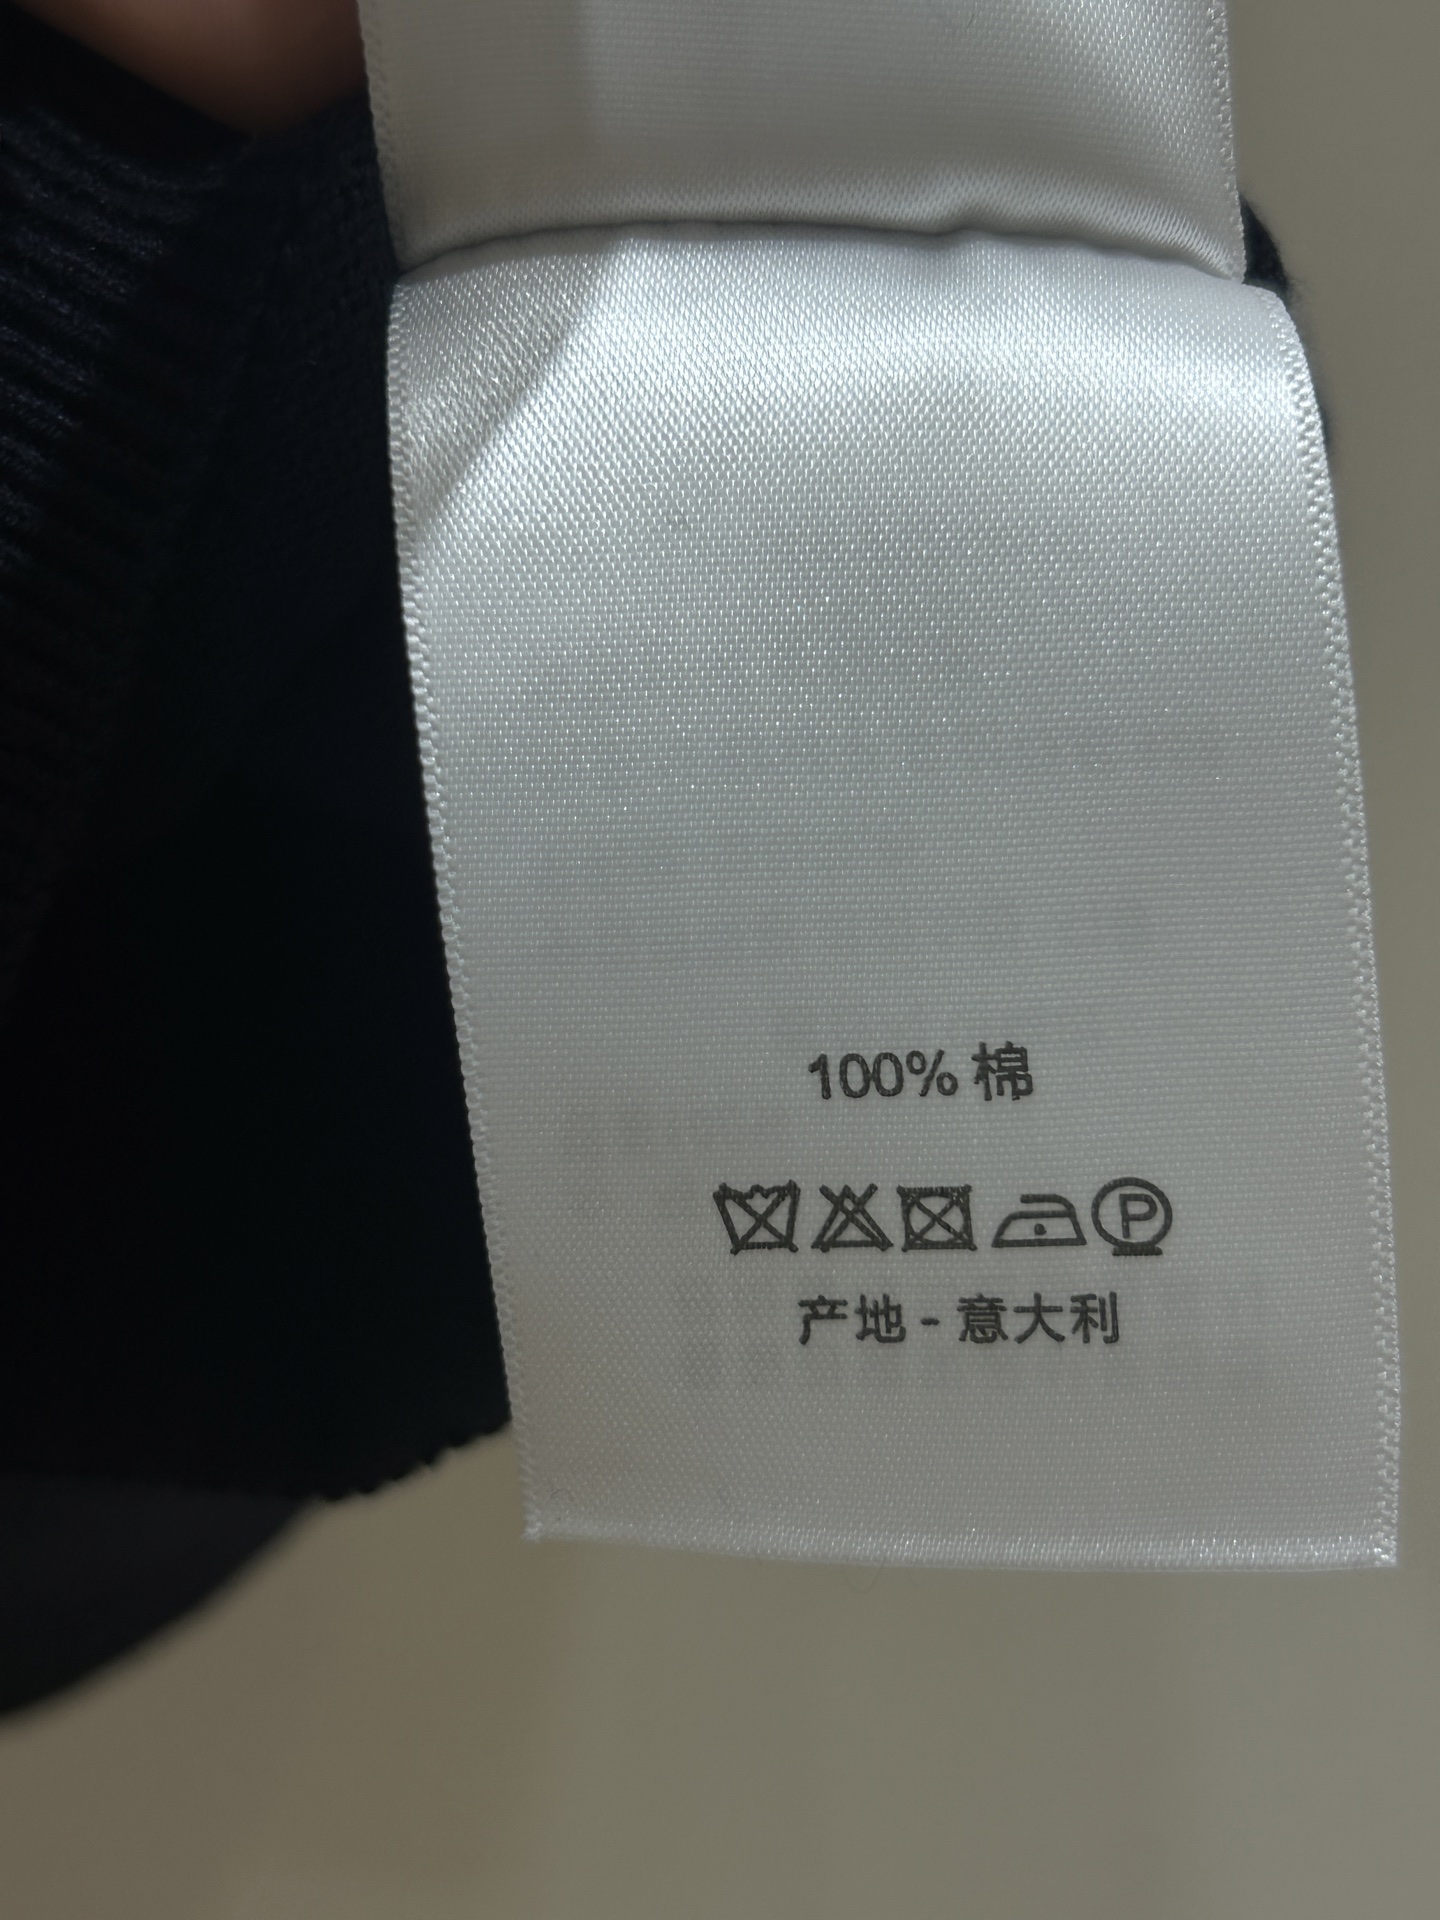 100% 棉
P
产地 - 意大利